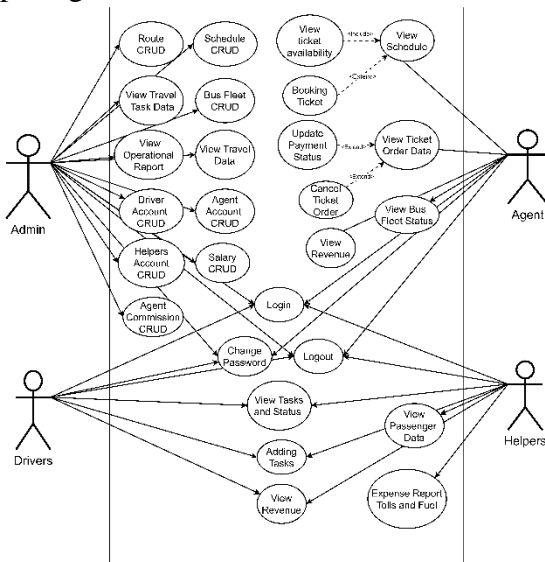 Route
CRUD
Schedule
CRUD
View
ticket
availability
<Include>
View
Schedule
View Travel
Task Data
Bus Fleet
CRUD
Booking
Ticket
<Extend>
View
Operational
Report
View Travel
Data
Update
Payment
Status
<Extend>
View Ticket
Order Data
Admin
Agent
Driver
Account
CRUD
Agent
Account
CRUD
Cancel
Ticket
Order
<Extend>
View Bus
Fleet Status
Helpers
Account
CRUD
Salary
CRUD
View
Revenue
Agent
Commission
CRUD
Login
Change
Password
Logout
View Tasks
and Status
View
Passenger
Data
Drivers
Helpers
Adding
Tasks
View
Revenue
Expense Report
Tolls and Fuel